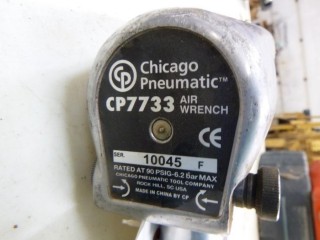 CP Chicago
Pneumatic™
CP7733 AIR WRENCH
CE
SER. 10045 F
RATED AT 90 PSIG-6.2 bar MAX
CHICAGO PNEUMATIC TOOL COMPANY
ROCK HILL, SC USA
MADE IN CHINA BY CP